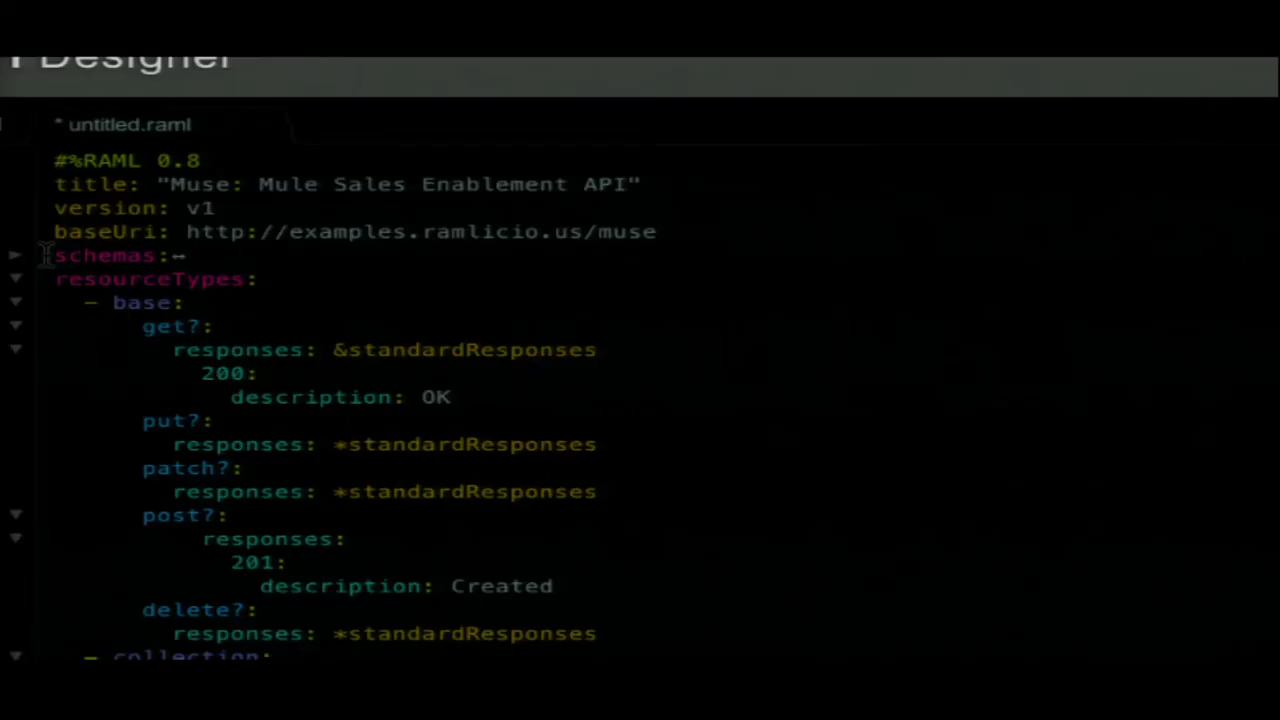 Designer
* untitled.raml
#%RAML 0.8
title: "Muse: Mule Sales Enablement API"
version: v1
baseUri: http://examples.ramlicio.us/muse
schemas:↔
resourceTypes:
- base:
get?:
responses: &standardResponses
200:
description: OK
put?:
responses: *standardResponses
patch?:
responses: *standardResponses
post?:
responses:
201:
description: Created
delete?:
responses: *standardResponses
- collection: